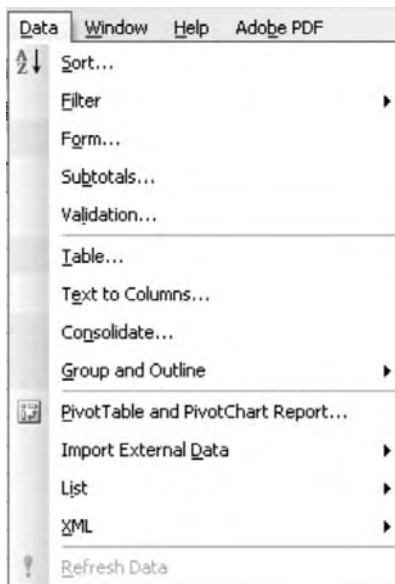 Data Window Help Adobe PDF
Sort...
Filter
Form...
Subtotals...
Validation...
Table...
Text to Columns...
Consolidate...
Group and Outline
PivotTable and PivotChart Report...
Import External Data
List
XML
Refresh Data